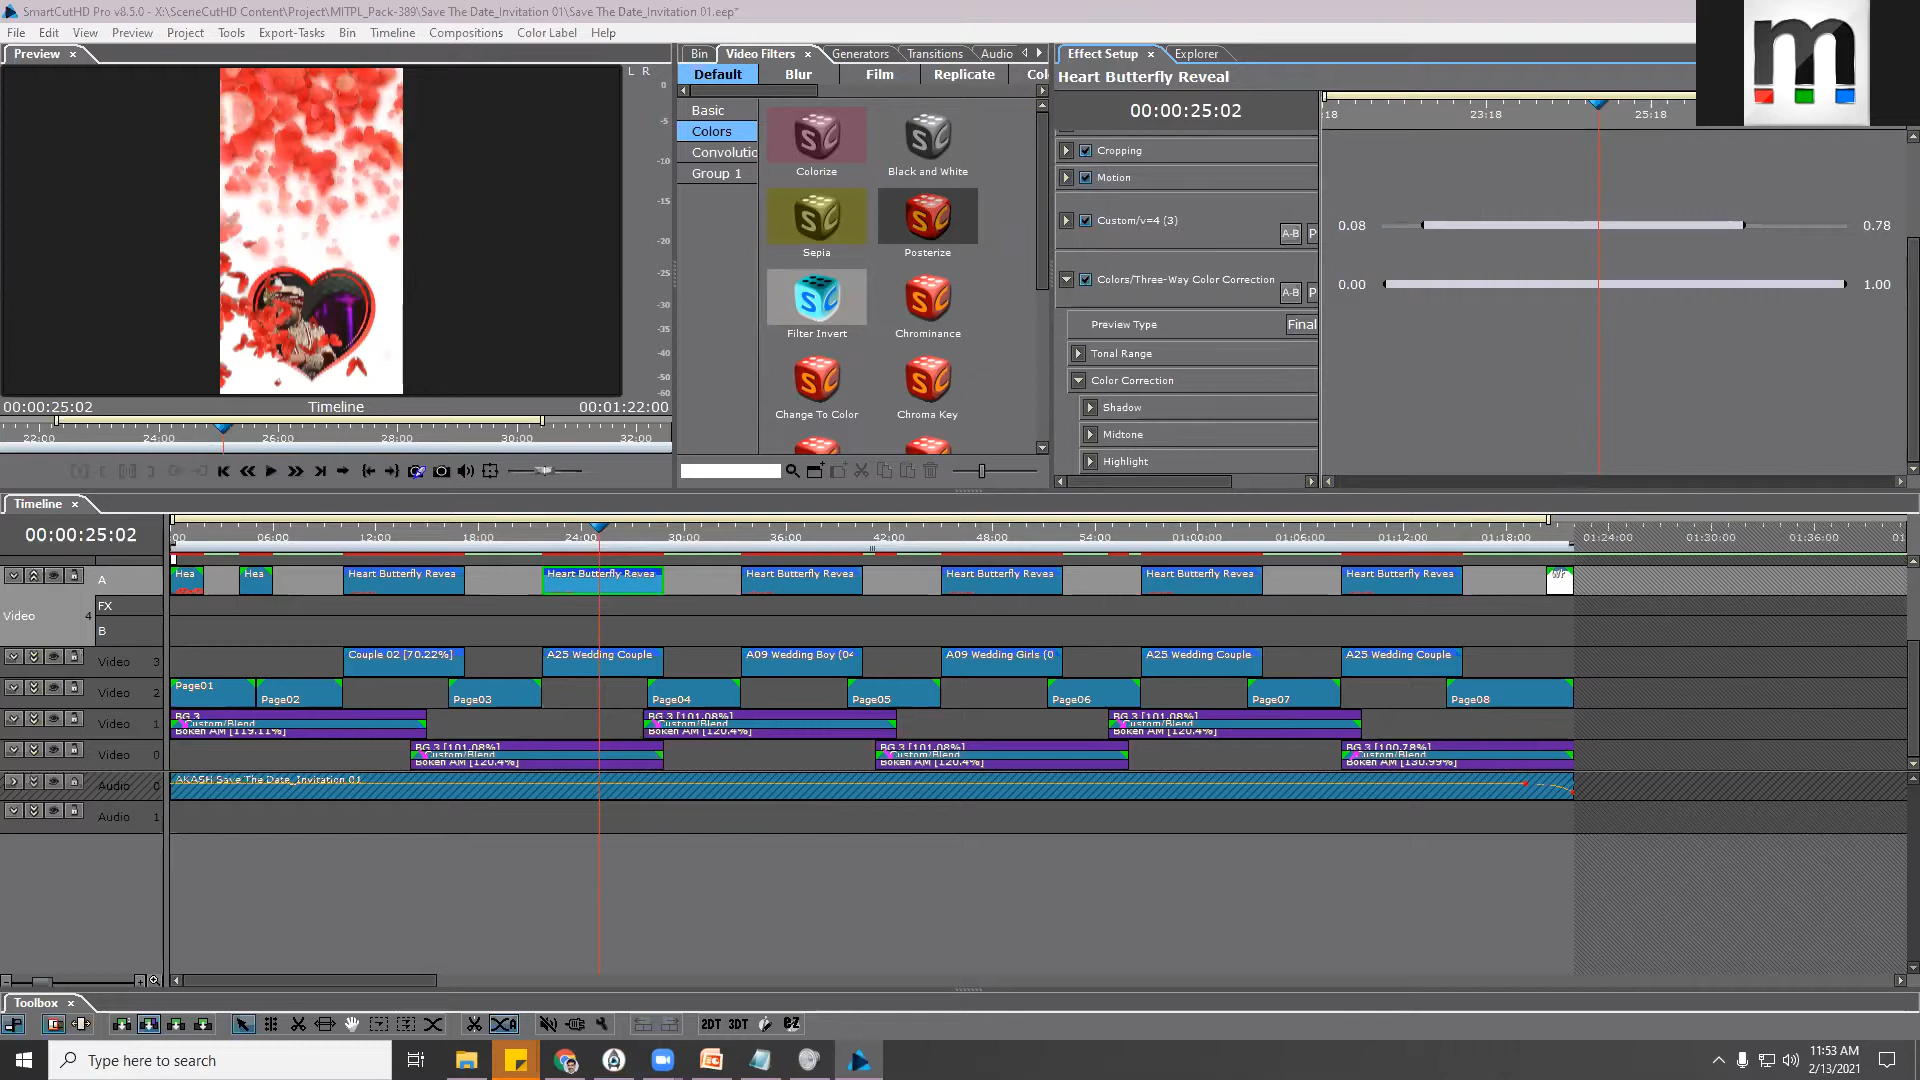 SmartCutHD Pro v8.5.0 - X:\SceneCutHD Content\Project\MITPL_Pack-389\Save The Date_Invitation 01\Save The Date_Invitation 01.eep*
File Edit View Preview Project Tools Export-Tasks Bin Timeline Compositions Color Label Help
Preview
L R
0
-5
-10
-15
-20
-25
-30
-35
-40
-50
-60
00:00:25:02 Timeline 00:01:22:00
22:00 24:00 26:00 28:00 30:00 32:00
Bin Video Filters Generators Transitions Audio
Default Blur Film Replicate Col
Basic
Colors
Convolutio
Group 1
Colorize Black and White
Sepia Posterize
Filter Invert Chrominance
Change To Color Chroma Key
Effect Setup Explorer
Heart Butterfly Reveal
00:00:25:02
:18 23:18 25:18
Cropping
Motion
Custom/v=4 (3)
A-B P
0.08 0.78
Colors/Three-Way Color Correction
A-B P
0.00 1.00
Preview Type Final
Tonal Range
Color Correction
Shadow
Midtone
Highlight
m
Timeline
00:00:25:02
:00 06:00 12:00 18:00 24:00 30:00 36:00 42:00 48:00 54:00 01:00:00 01:06:00 01:12:00 01:18:00 01:24:00 01:30:00 01:36:00 01:
A Hea Hea Heart Butterfly Revea Heart Butterfly Revea Heart Butterfly Revea Heart Butterfly Revea Heart Butterfly Revea Heart Butterfly Revea
Video 4
FX
B
Video 3 Couple 02 [70.22%] A25 Wedding Couple A09 Wedding Boy (04 A09 Wedding Girls (0 A25 Wedding Couple A25 Wedding Couple
Video 2 Page01 Page02 Page03 Page04 Page05 Page06 Page07 Page08
Video 1 BG 3 BG 3 [101.08%] BG 3 [101.08%]
Custom/Blend Custom/Blend Custom/Blend
Boken AM [119.11%] Boken AM [120.4%] Boken AM [120.4%]
Video 0 BG 3 [101.08%] BG 3 [101.08%] BG 3 [100.78%]
Custom/Blend Custom/Blend Custom/Blend
Boken AM [120.4%] Boken AM [120.4%] Boken AM [130.99%]
Audio 0 AKASH Save The Date_Invitation 01
Audio 1
Toolbox
2DT 3DT eZ
Type here to search
11:53 AM
2/13/2021